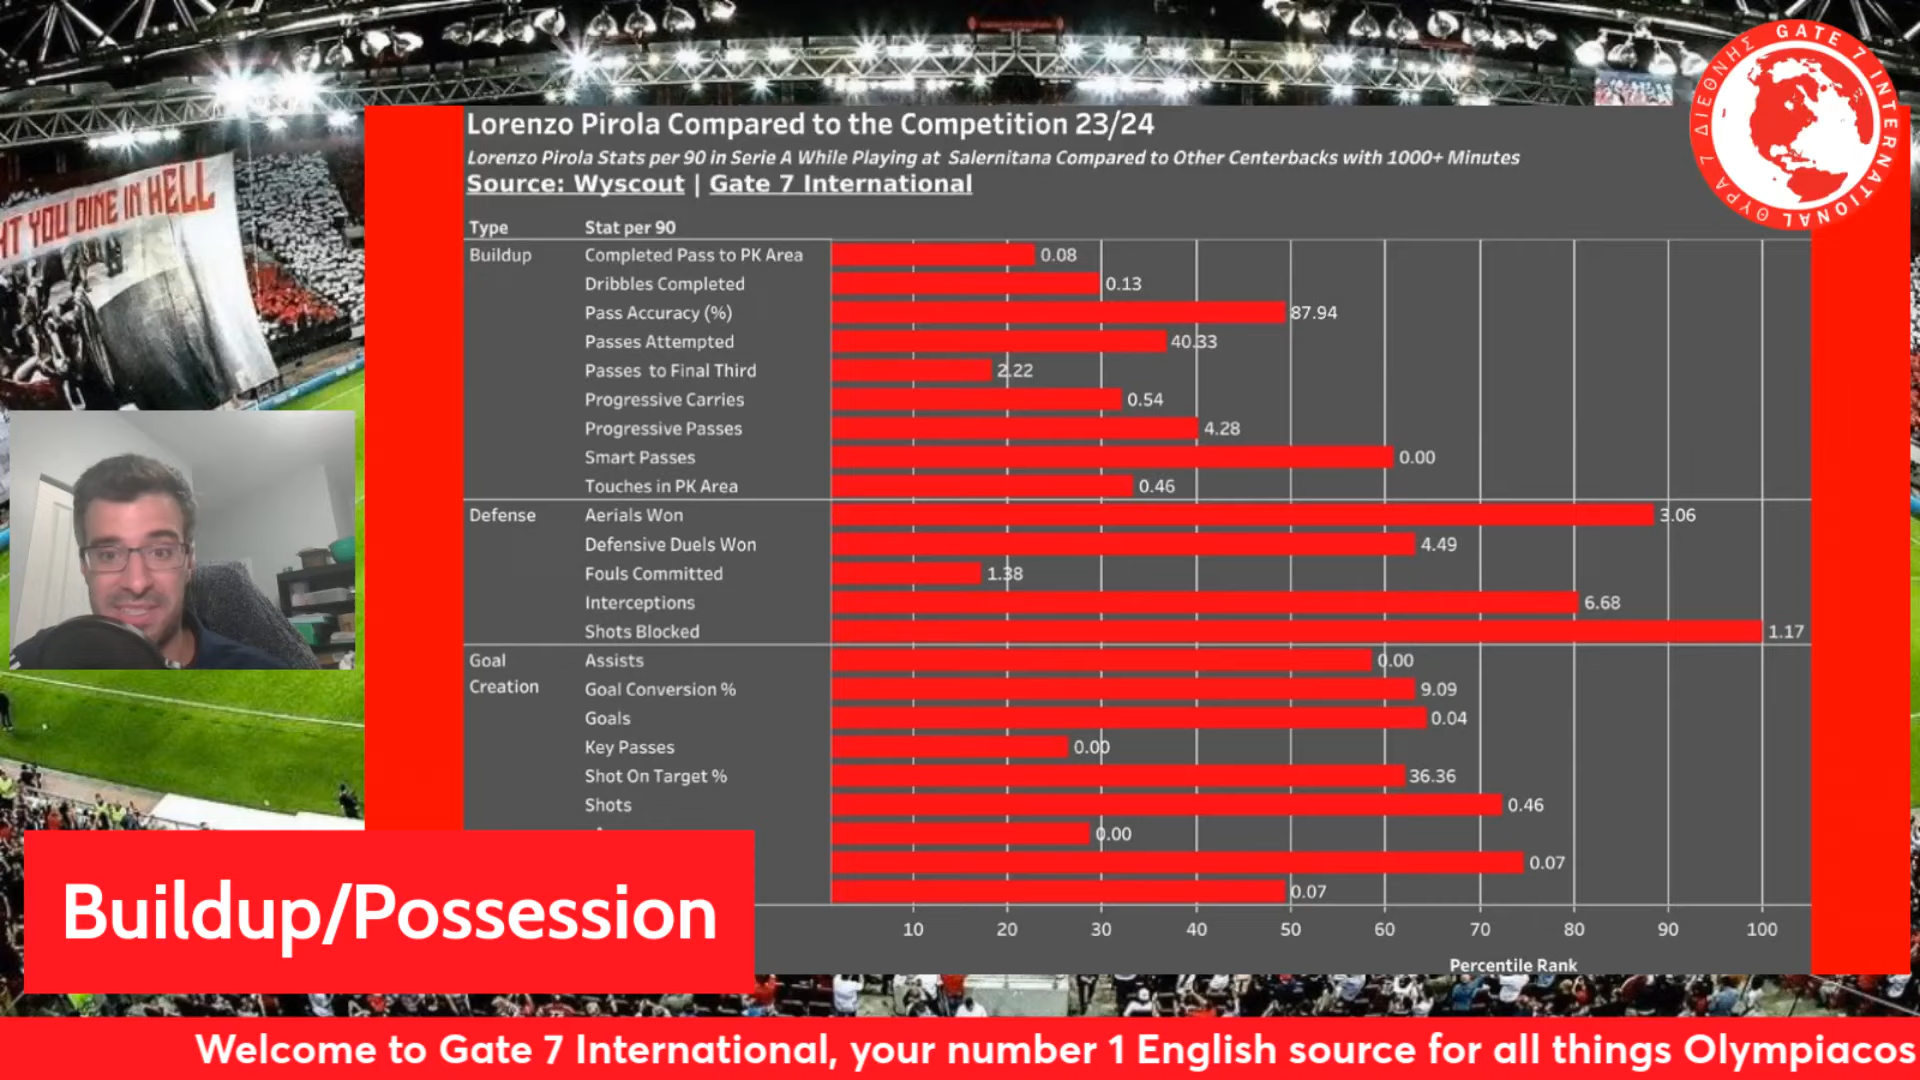 HT YOU DINE IN HELL
GATE 7 INTERNATIONAL
ΘΥΡΑ 7 ΔΙΕΘΝΗΣ
Lorenzo Pirola Compared to the Competition 23/24
Lorenzo Pirola Stats per 90 in Serie A While Playing at Salernitana Compared to Other Centerbacks with 1000+ Minutes
Source: Wyscout | Gate 7 International
Type Stat per 90
Buildup Completed Pass to PK Area 0.08
Dribbles Completed 0.13
Pass Accuracy (%) 87.94
Passes Attempted 40.33
Passes to Final Third 2.22
Progressive Carries 0.54
Progressive Passes 4.28
Smart Passes 0.00
Touches in PK Area 0.46
Defense Aerials Won 3.06
Defensive Duels Won 4.49
Fouls Committed 1.38
Interceptions 6.68
Shots Blocked 1.17
Goal Assists 0.00
Creation Goal Conversion % 9.09
Goals 0.04
Key Passes 0.00
Shot On Target % 36.36
Shots 0.46
0.00
0.07
0.07
10 20 30 40 50 60 70 80 90 100
Percentile Rank
Buildup/Possession
Welcome to Gate 7 International, your number 1 English source for all things Olympiacos